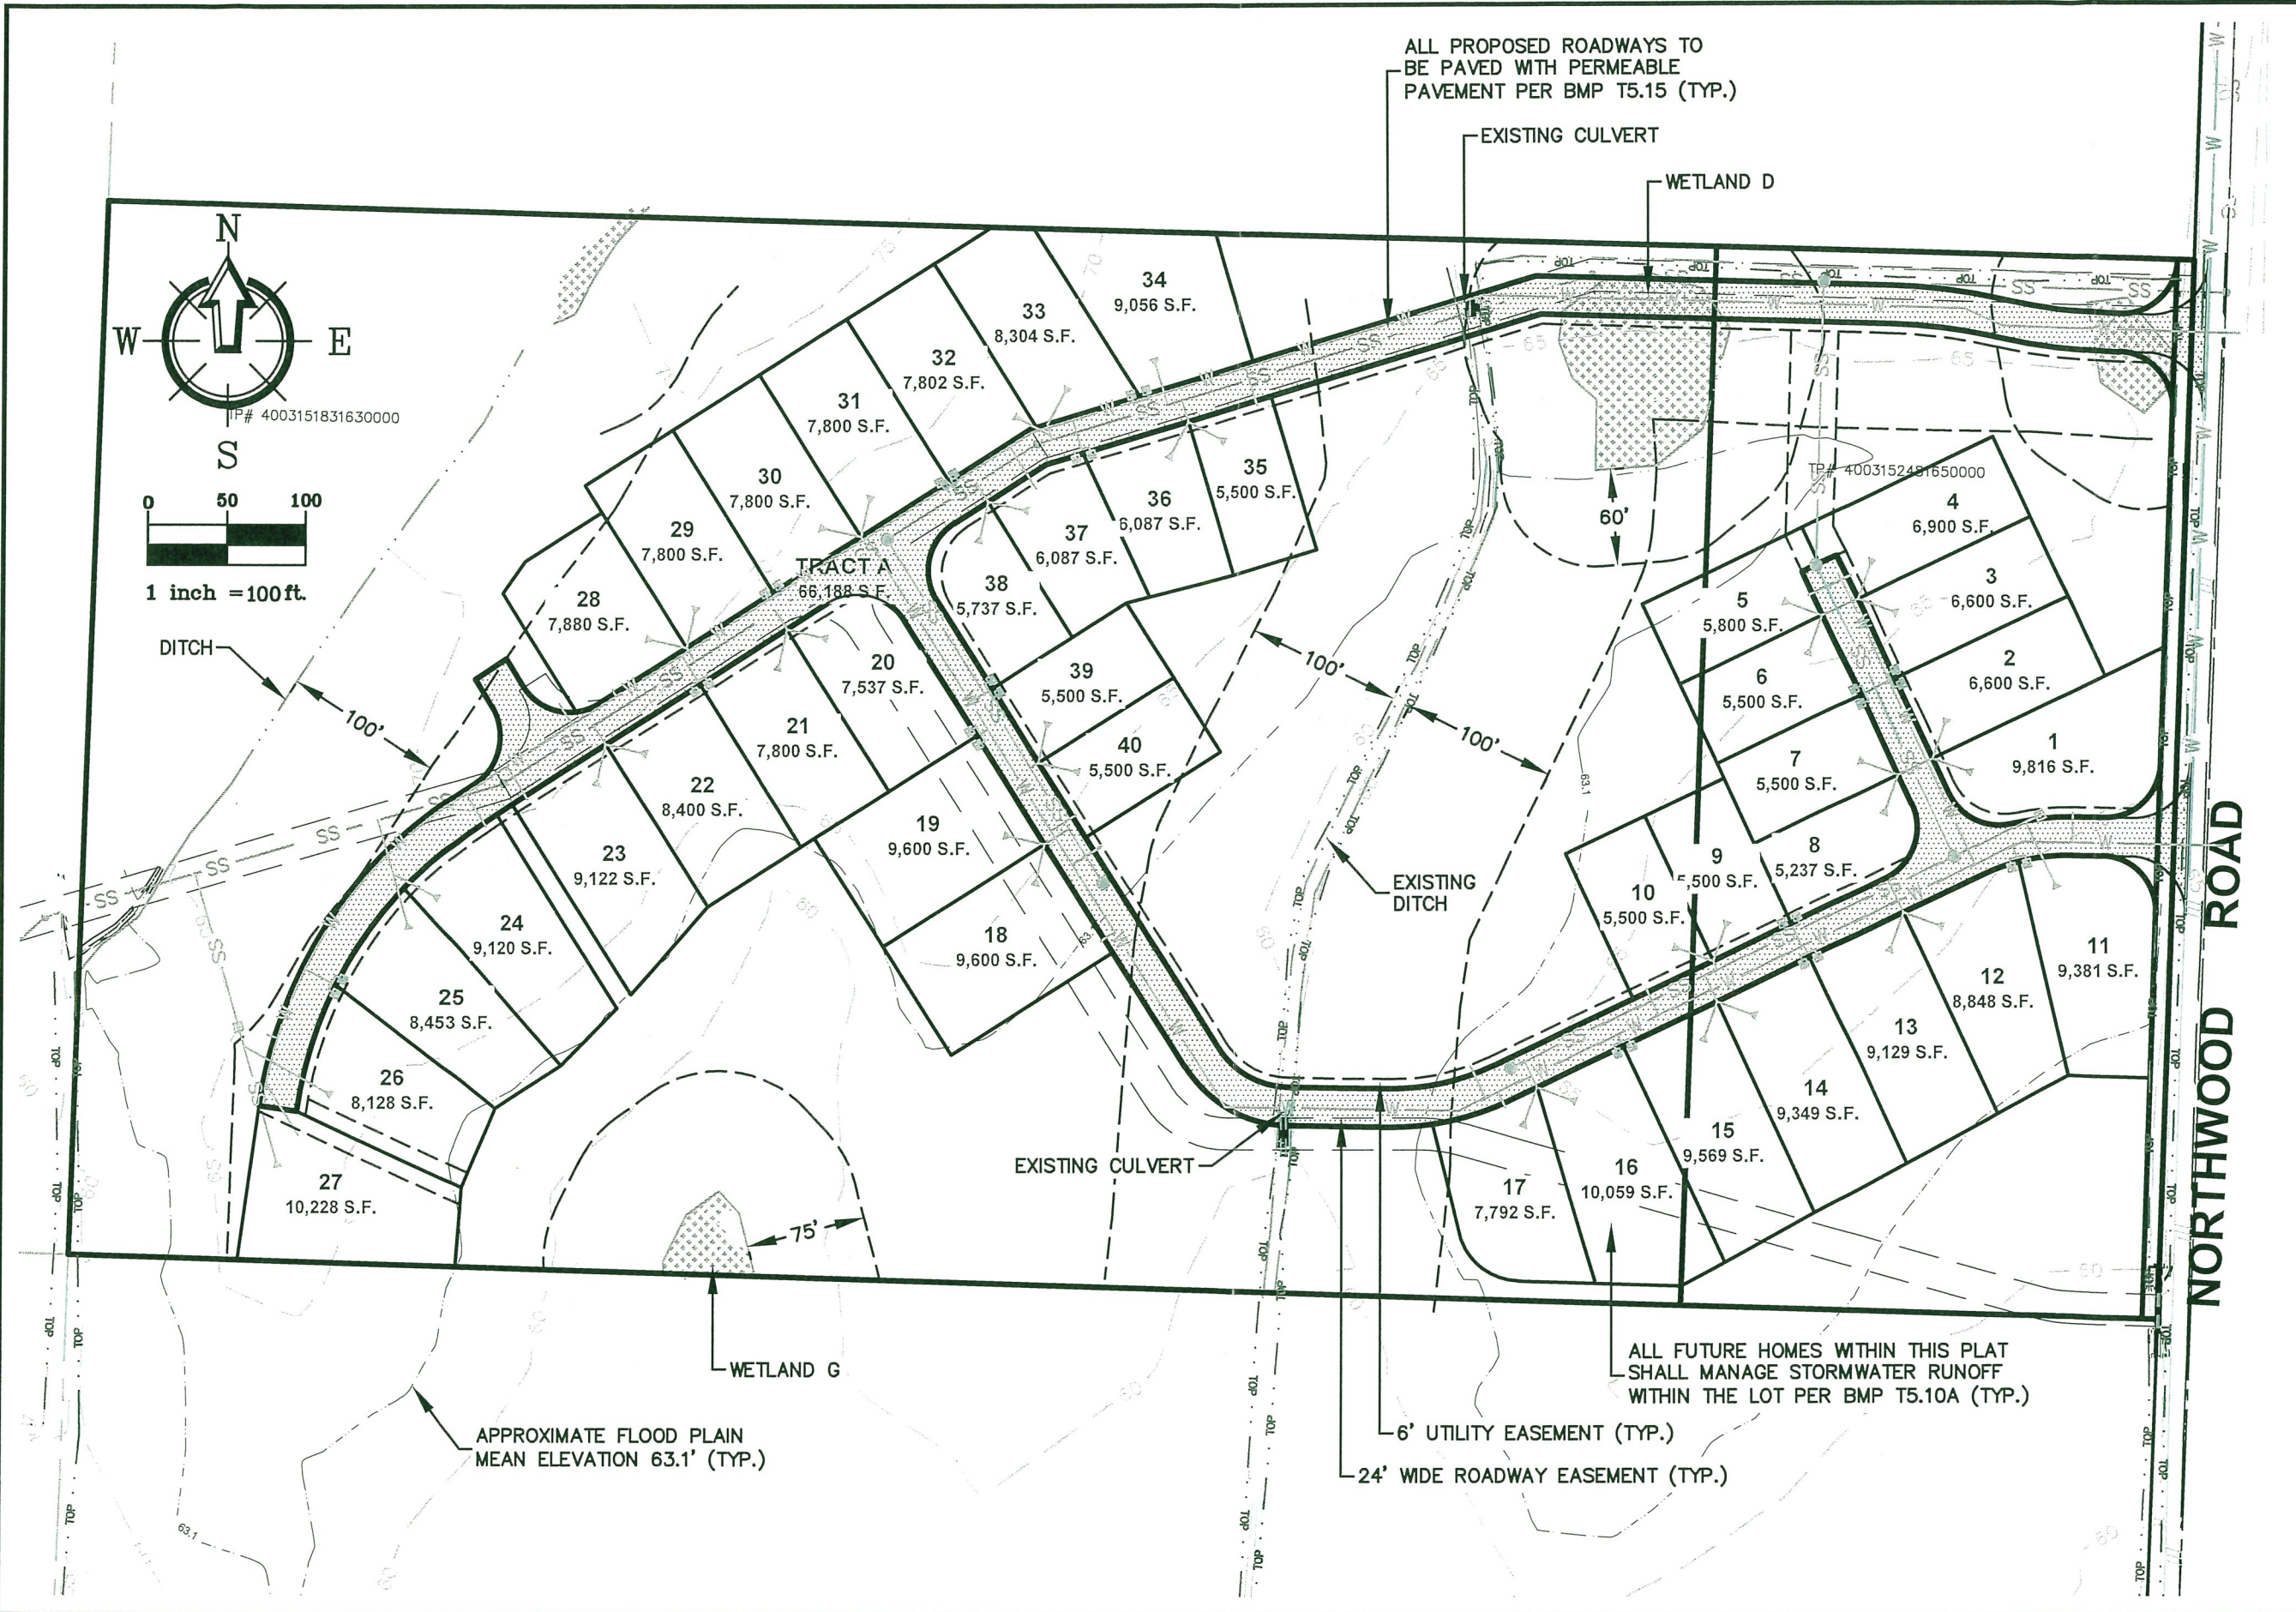 ALL PROPOSED ROADWAYS TO
BE PAVED WITH PERMEABLE
PAVEMENT PER BMP T5.15 (TYP.)
EXISTING CULVERT
WETLAND D
N
W
E
S
TP# 4003151831630000
0 50 100
1 inch = 100 ft.
DITCH
100'
34
9,056 S.F.
33
8,304 S.F.
32
7,802 S.F.
31
7,800 S.F.
30
7,800 S.F.
29
7,800 S.F.
28
7,880 S.F.
TRACT A
66,188 S.F.
35
5,500 S.F.
36
6,087 S.F.
37
6,087 S.F.
38
5,737 S.F.
39
5,500 S.F.
40
5,500 S.F.
20
7,537 S.F.
21
7,800 S.F.
22
8,400 S.F.
23
9,122 S.F.
24
9,120 S.F.
25
8,453 S.F.
26
8,128 S.F.
27
10,228 S.F.
19
9,600 S.F.
18
9,600 S.F.
60'
TP# 4003152481650000
100'
100'
4
6,900 S.F.
3
6,600 S.F.
2
6,600 S.F.
1
9,816 S.F.
5
5,800 S.F.
6
5,500 S.F.
7
5,500 S.F.
8
5,237 S.F.
9
5,500 S.F.
10
5,500 S.F.
11
9,381 S.F.
12
8,848 S.F.
13
9,129 S.F.
14
9,349 S.F.
15
9,569 S.F.
16
10,059 S.F.
17
7,792 S.F.
EXISTING
DITCH
63.1
NORTHWOOD ROAD
EXISTING CULVERT
75'
WETLAND G
APPROXIMATE FLOOD PLAIN
MEAN ELEVATION 63.1' (TYP.)
63.1
ALL FUTURE HOMES WITHIN THIS PLAT
SHALL MANAGE STORMWATER RUNOFF
WITHIN THE LOT PER BMP T5.10A (TYP.)
6' UTILITY EASEMENT (TYP.)
24' WIDE ROADWAY EASEMENT (TYP.)